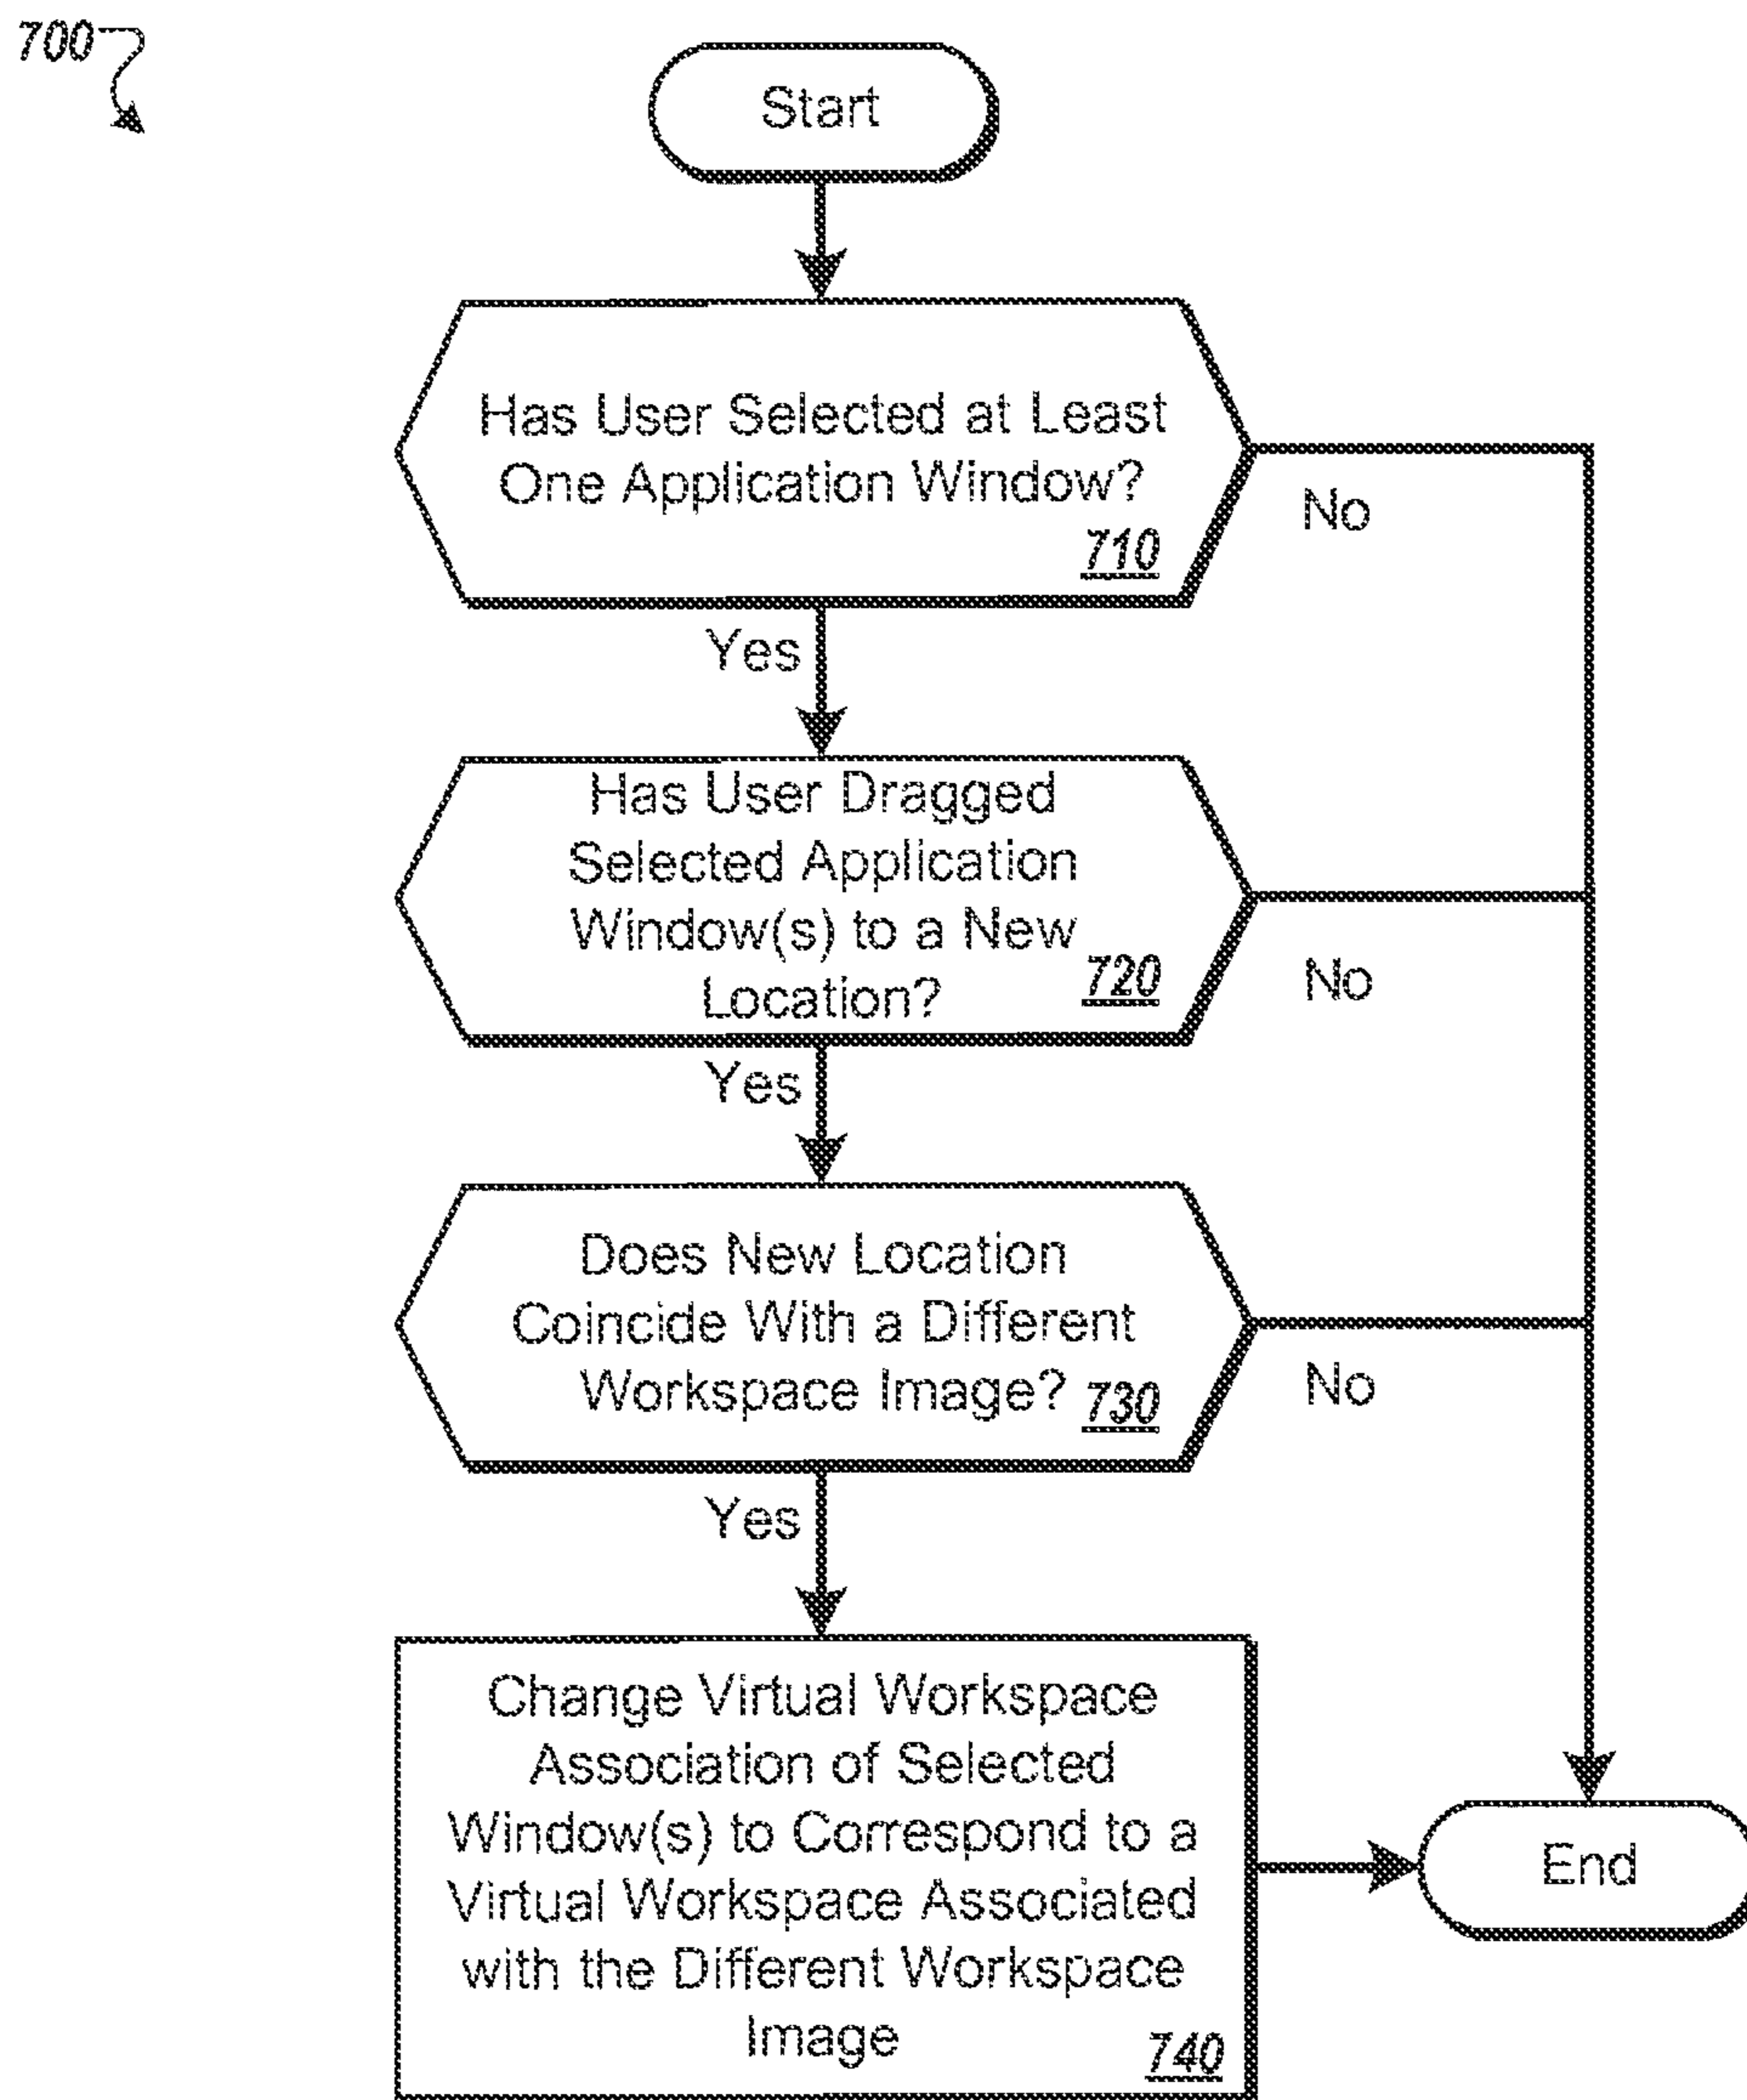 700
Start
Has User Selected at Least
One Application Window?
710
No
Yes
Has User Dragged
Selected Application
Window(s) to a New
Location?
720
No
Yes
Does New Location
Coincide With a Different
Workspace Image?
730
No
Yes
Change Virtual Workspace
Association of Selected
Window(s) to Correspond to a
Virtual Workspace Associated
with the Different Workspace
Image
740
End